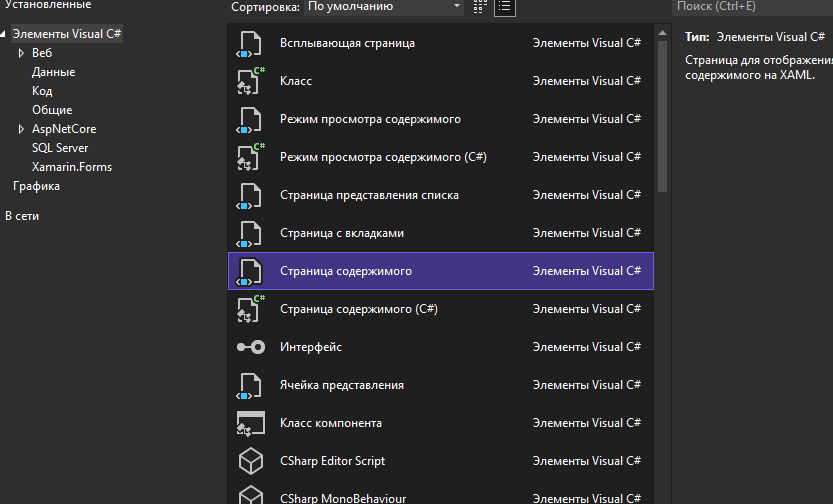 Установленные
Сортировка: По умолчанию
Поиск (Ctrl+E)
Элементы Visual C#
Веб
Данные
Код
Общие
AspNetCore
SQL Server
Xamarin.Forms
Графика
В сети
Всплывающая страница Элементы Visual C#
C# Класс Элементы Visual C#
Режим просмотра содержимого Элементы Visual C#
C# Режим просмотра содержимого (C#) Элементы Visual C#
Страница представления списка Элементы Visual C#
Страница с вкладками Элементы Visual C#
Страница содержимого Элементы Visual C#
C# Страница содержимого (C#) Элементы Visual C#
Интерфейс Элементы Visual C#
Ячейка представления Элементы Visual C#
Класс компонента Элементы Visual C#
CSharp Editor Script Элементы Visual C#
CSharp MonoBehaviour Элементы Visual C#
Тип: Элементы Visual C#
Страница для отображения
содержимого на XAML.